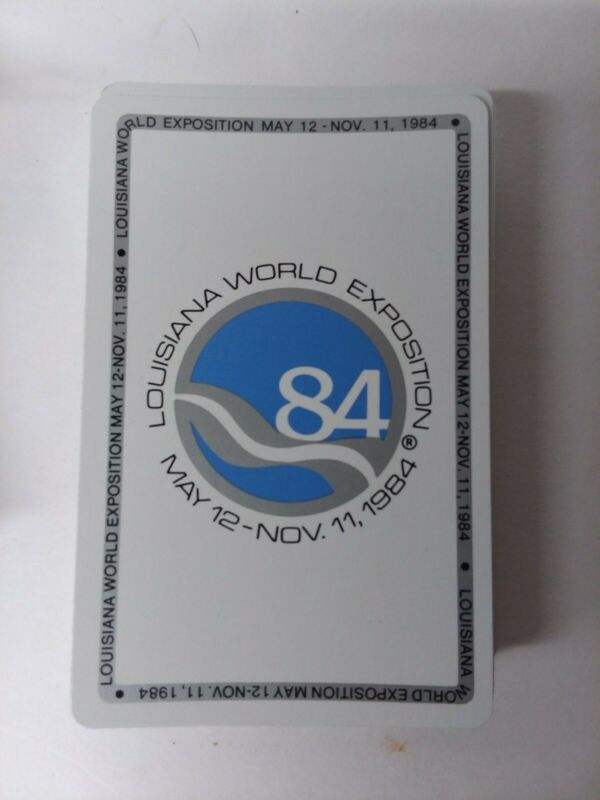 LOUISIANA WORLD EXPOSITION MAY 12 - NOV. 11, 1984 •
LOUISIANA WORLD EXPOSITION MAY 12-NOV. 11, 1984 •
LOUISIANA WORLD EXPOSITION MAY 12-NOV. 11, 1984 •
LOUISIANA WORLD EXPOSITION MAY 12-NOV. 11, 1984 •
LOUISIANA WORLD EXPOSITION
84
®
MAY 12-NOV. 11, 1984